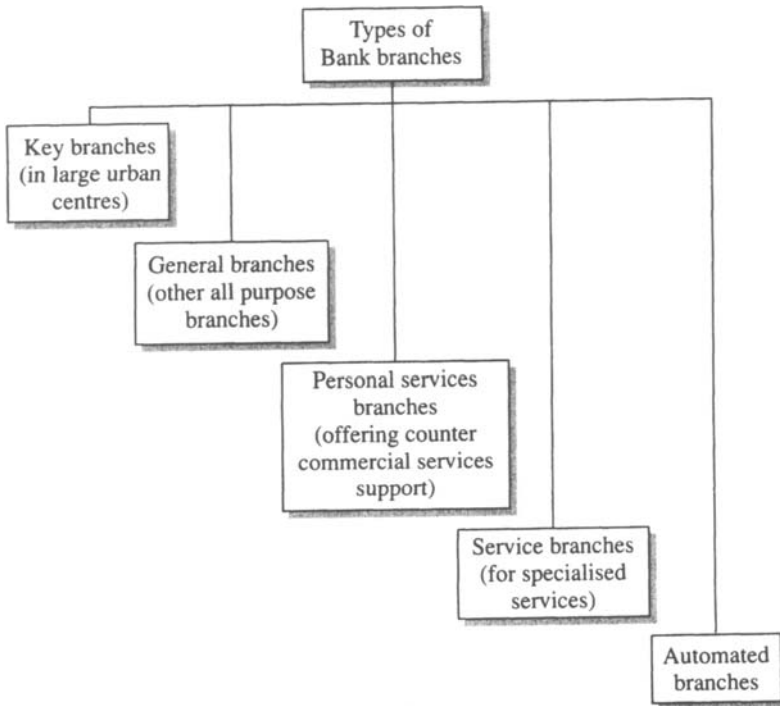 Types of
Bank branches
Key branches
(in large urban
centres)
General branches
(other all purpose
branches)
Personal services
branches
(offering counter
commercial services
support)
Service branches
(for specialised
services)
Automated
branches